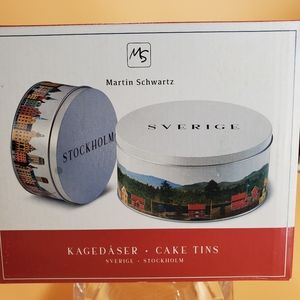 MS
Martin Schwartz
SVERIGE
STOCKHOLM
KAGEDÅSER · CAKE TINS
SVERIGE · STOCKHOLM